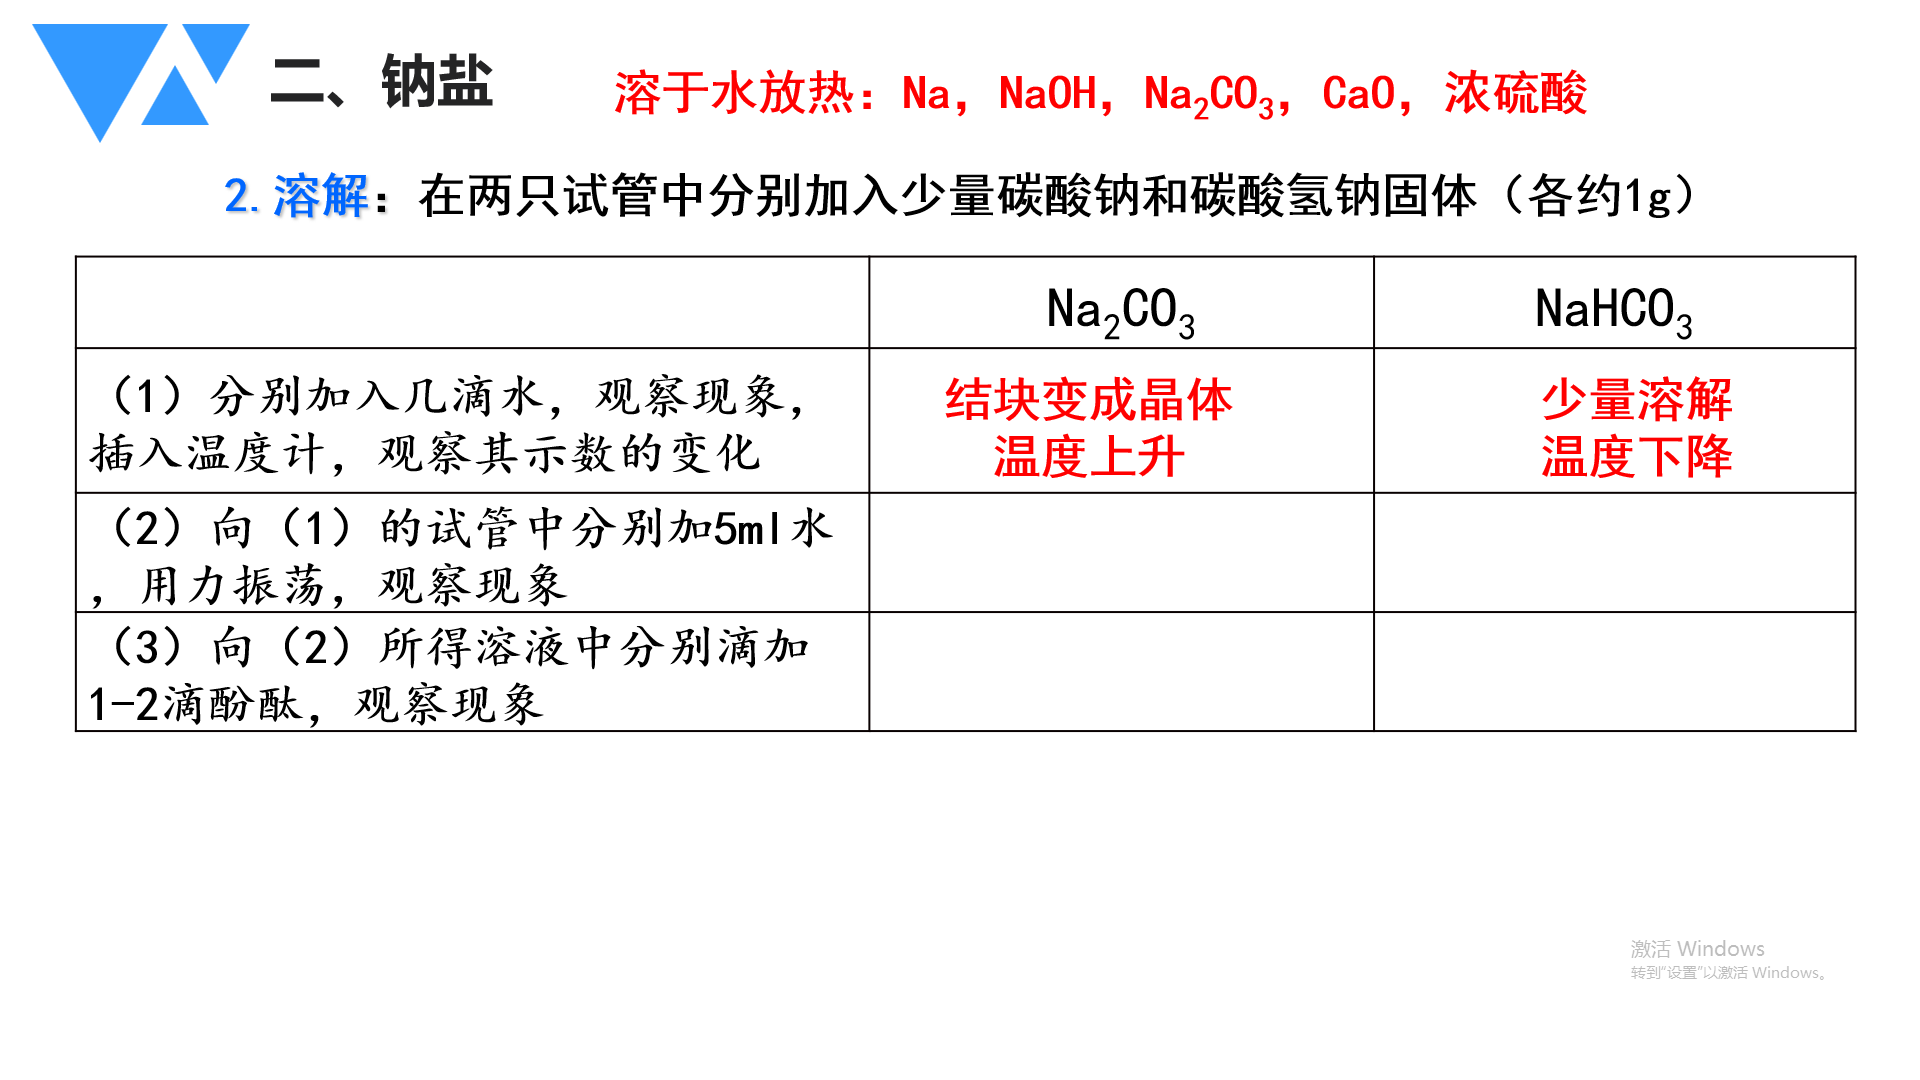 二、钠盐
溶于水放热：Na，NaOH，Na₂CO₃，CaO，浓硫酸
2.溶解：在两只试管中分别加入少量碳酸钠和碳酸氢钠固体（各约1g）
Na₂CO₃
NaHCO₃
（1）分别加入几滴水，观察现象，
插入温度计，观察其示数的变化
结块变成晶体
温度上升
少量溶解
温度下降
（2）向（1）的试管中分别加5ml水
，用力振荡，观察现象
（3）向（2）所得溶液中分别滴加
1-2滴酚酞，观察现象
激活 Windows
转到“设置”以激活 Windows。